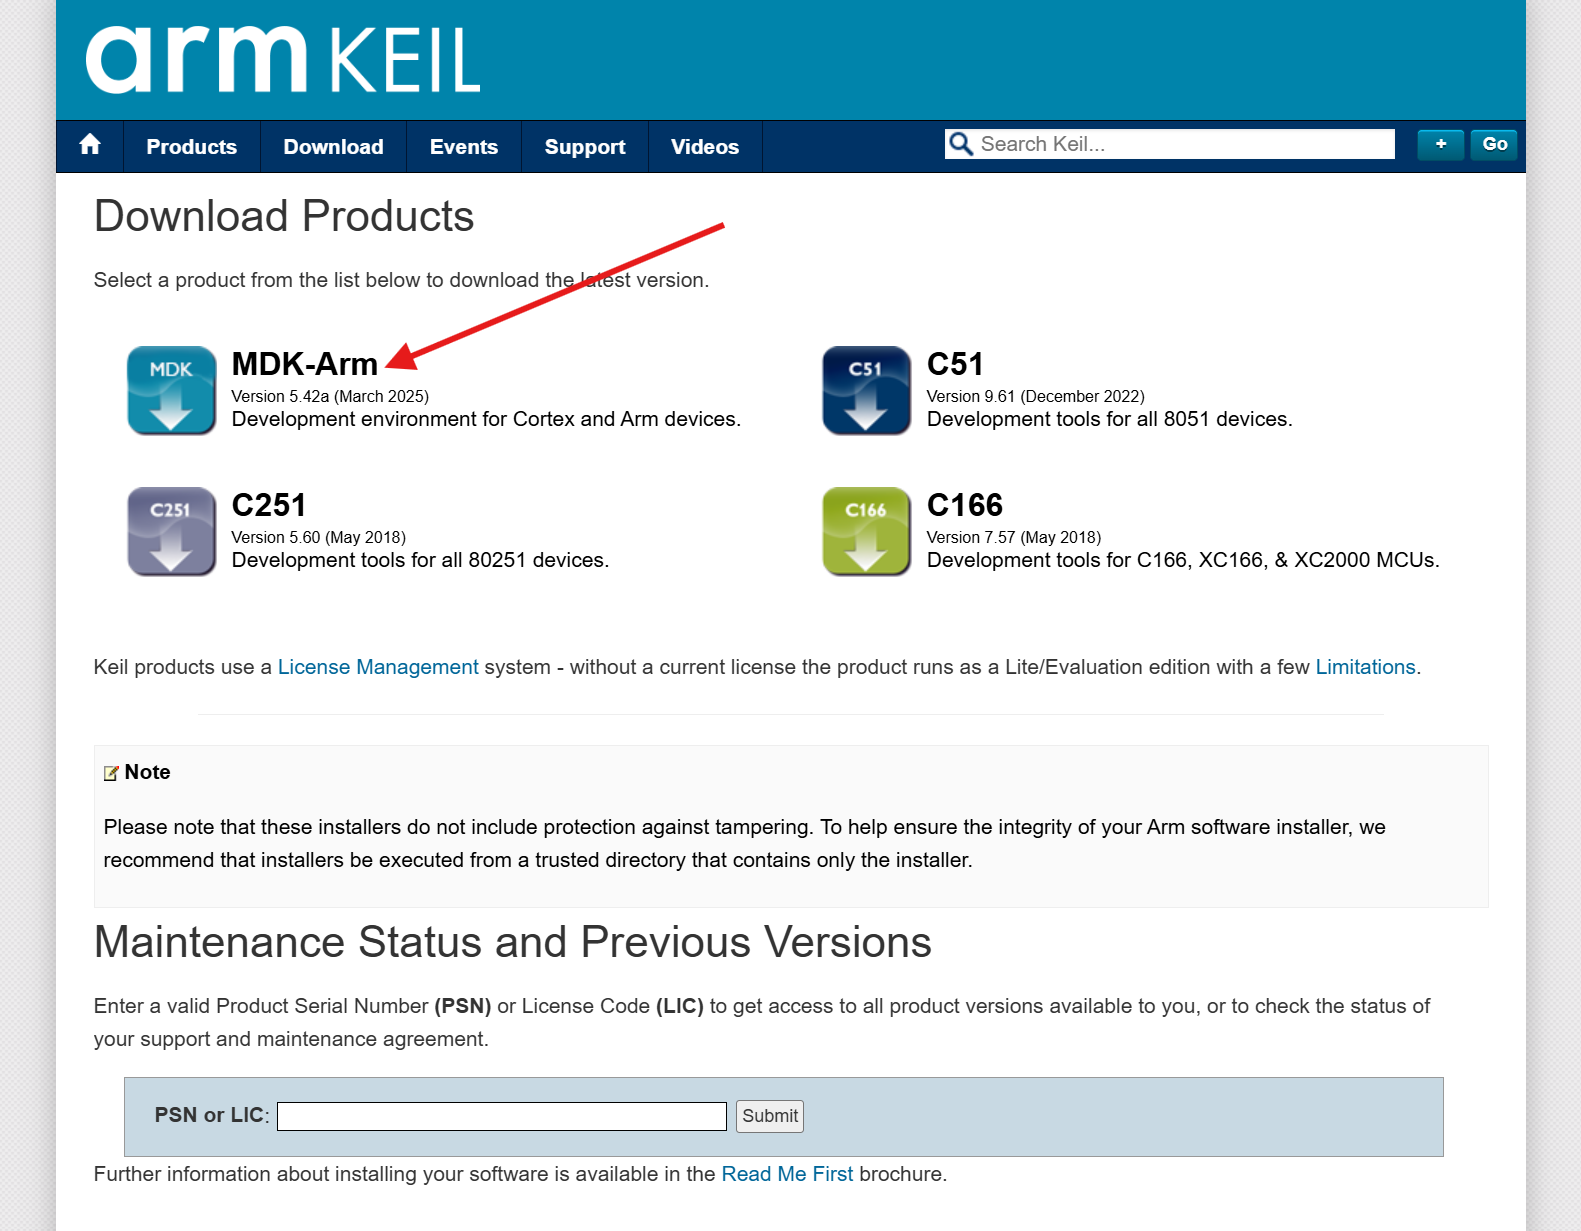 arm KEIL
Products Download Events Support Videos Search Keil... + Go
Download Products
Select a product from the list below to download the latest version.
MDK
MDK-Arm
Version 5.42a (March 2025)
Development environment for Cortex and Arm devices.
C51
C51
Version 9.61 (December 2022)
Development tools for all 8051 devices.
C251
C251
Version 5.60 (May 2018)
Development tools for all 80251 devices.
C166
C166
Version 7.57 (May 2018)
Development tools for C166, XC166, & XC2000 MCUs.
Keil products use a License Management system - without a current license the product runs as a Lite/Evaluation edition with a few Limitations.
Note
Please note that these installers do not include protection against tampering. To help ensure the integrity of your Arm software installer, we
recommend that installers be executed from a trusted directory that contains only the installer.
Maintenance Status and Previous Versions
Enter a valid Product Serial Number (PSN) or License Code (LIC) to get access to all product versions available to you, or to check the status of
your support and maintenance agreement.
PSN or LIC: Submit
Further information about installing your software is available in the Read Me First brochure.